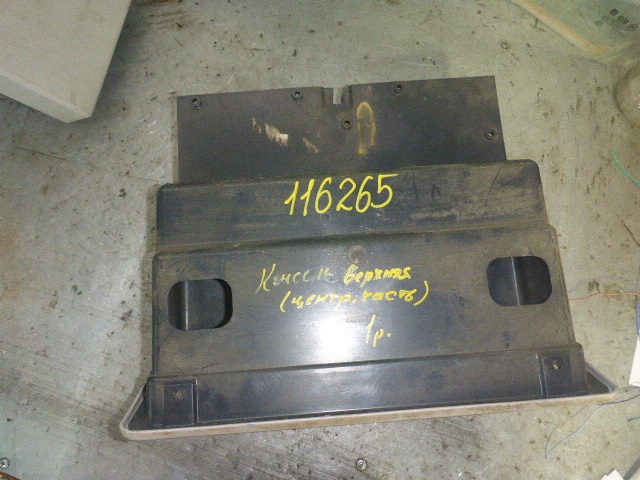 116265
Консоль верхняя
(центр. часть)
1р.